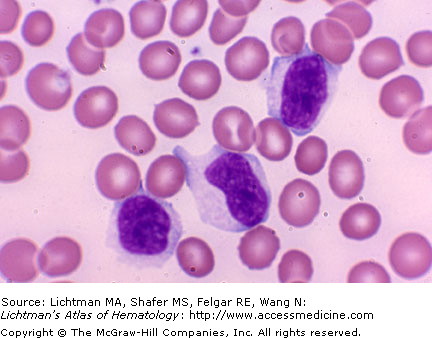 Source: Lichtman MA, Shafer MS, Felgar RE, Wang N:
Lichtman's Atlas of Hematology: http://www.accessmedicine.com
Copyright © The McGraw-Hill Companies, Inc. All rights reserved.